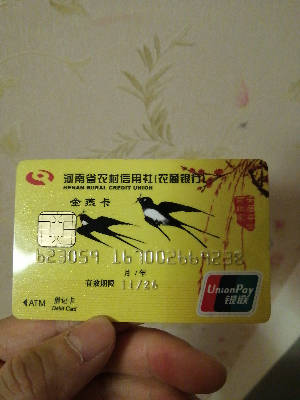 河南省农村信用社(农商银行)
HENAN RURAL CREDIT UNION
金燕卡
623059
月/年
有效期限 11/26
ATM 借记卡
Debit Card
UnionPay
银联